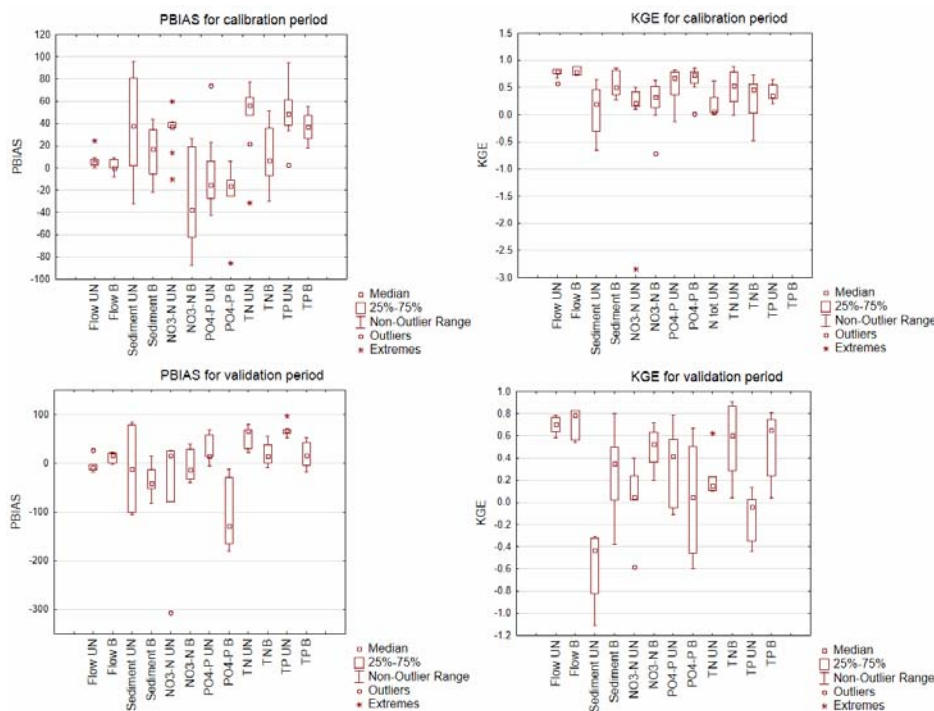 PBIAS for calibration period
120
100
80
60
40
20
0
-20
-40
-60
-80
-100
PBIAS
Flow UN
Flow B
Sediment UN
Sediment B
NO3-N UN
NO3-N B
PO4-P UN
PO4-P B
TN UN
TN B
TP UN
TP B
Median
25%-75%
Non-Outlier Range
Outliers
Extremes
KGE for calibration period
1.5
1.0
0.5
0.0
-0.5
-1.0
-1.5
-2.0
-2.5
-3.0
KGE
Flow UN
Flow B
Sediment UN
Sediment B
NO3-N UN
NO3-N B
PO4-P UN
PO4-P B
N tot UN
TN UN
TN B
TP UN
TP B
Median
25%-75%
Non-Outlier Range
Outliers
Extremes
PBIAS for validation period
100
0
-100
-200
-300
PBIAS
Flow UN
Flow B
Sediment UN
Sediment B
NO3-N UN
NO3-N B
PO4-P UN
PO4-P B
TN UN
TN B
TP UN
TP B
Median
25%-75%
Non-Outlier Range
Outliers
Extremes
KGE for validation period
1.0
0.8
0.6
0.4
0.2
0.0
-0.2
-0.4
-0.6
-0.8
-1.0
-1.2
KGE
Flow UN
Flow B
Sediment UN
Sediment B
NO3-N UN
NO3-N B
PO4-P UN
PO4-P B
TN UN
TN B
TP UN
TP B
Median
25%-75%
Non-Outlier Range
Outliers
Extremes